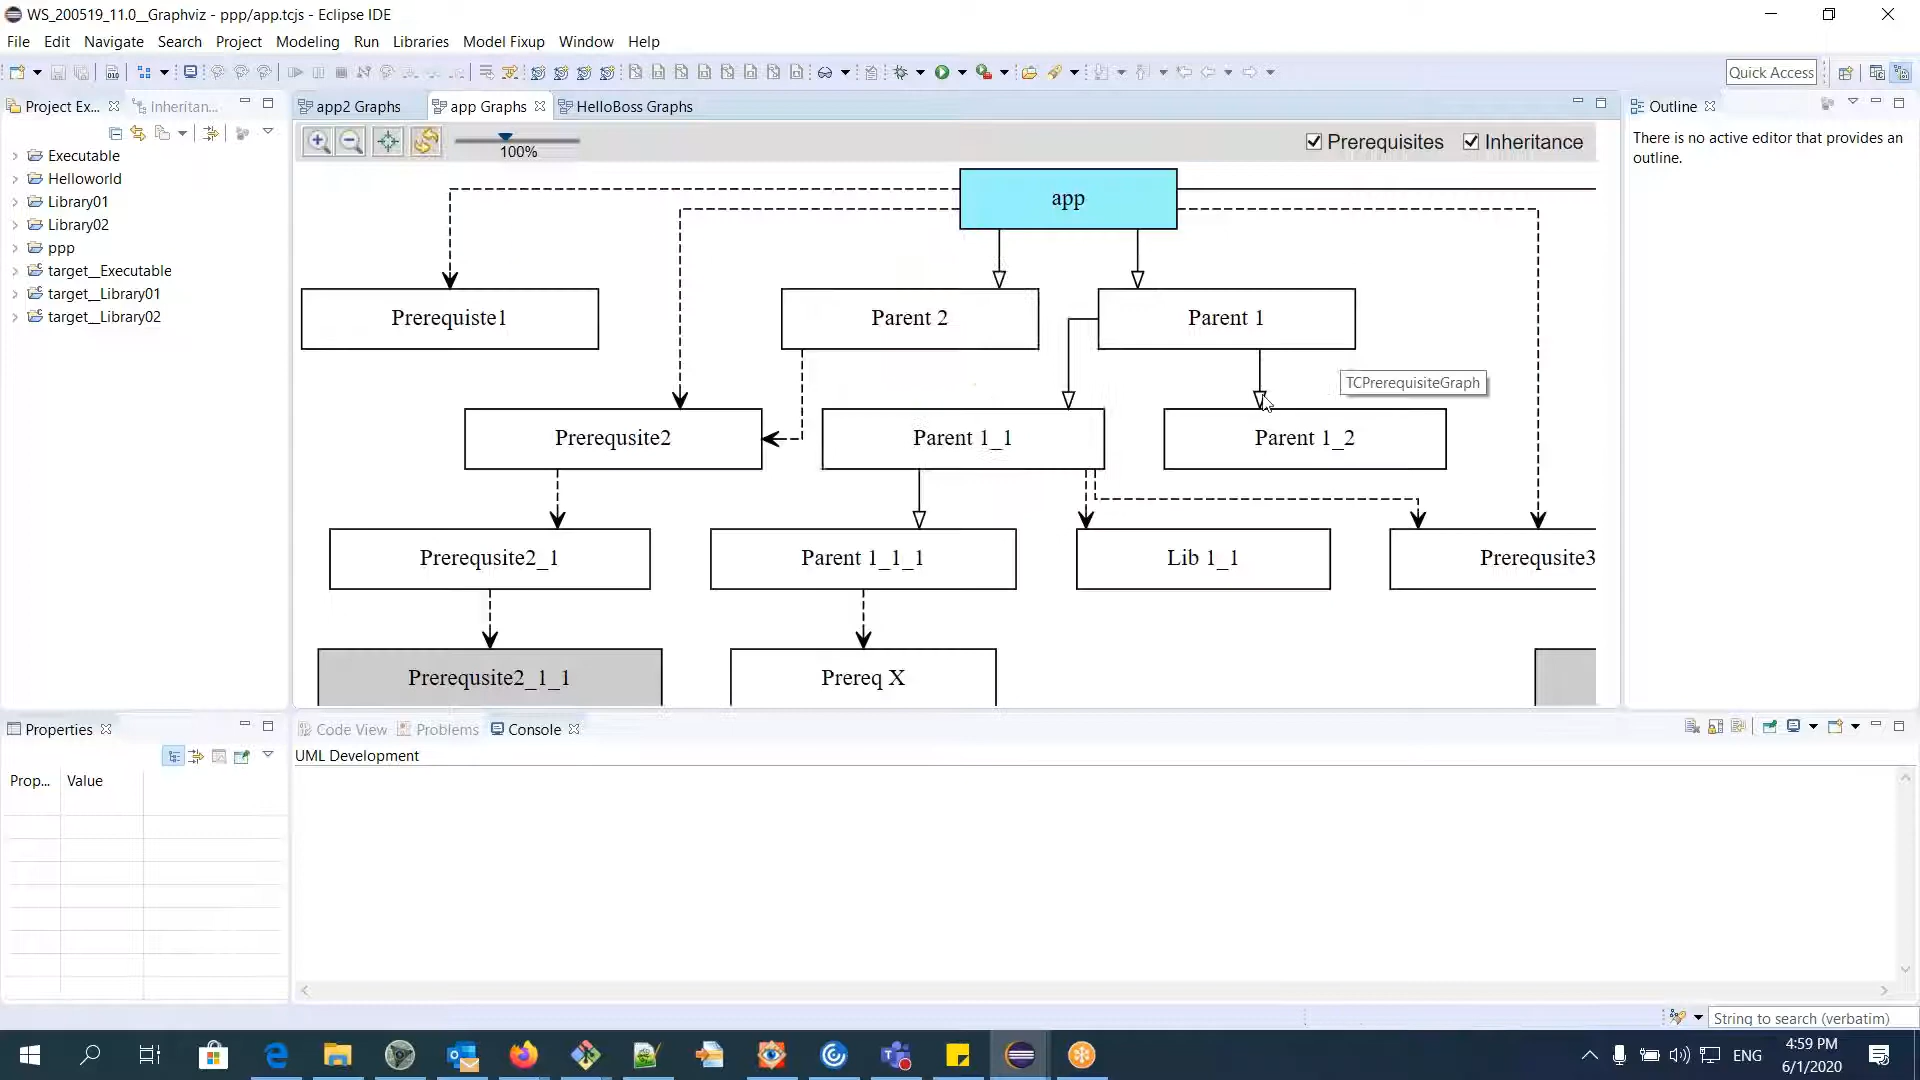 WS_200519_11.0__Graphviz - ppp/app.tcjs - Eclipse IDE
File Edit Navigate Search Project Modeling Run Libraries Model Fixup Window Help
Quick Access
Project Ex... Inheritan...
app2 Graphs app Graphs HelloBoss Graphs
Outline
There is no active editor that provides an
outline.
100%
Prerequisites Inheritance
Executable
Helloworld
Library01
Library02
ppp
target__Executable
target__Library01
target__Library02
app
Prerequiste1
Parent 2
Parent 1
TCPrerequisiteGraph
Prerequsite2
Parent 1_1
Parent 1_2
Prerequsite2_1
Parent 1_1_1
Lib 1_1
Prerequsite3
Prerequsite2_1_1
Prereq X
Properties
Prop... Value
Code View Problems Console
UML Development
String to search (verbatim)
ENG
4:59 PM
6/1/2020